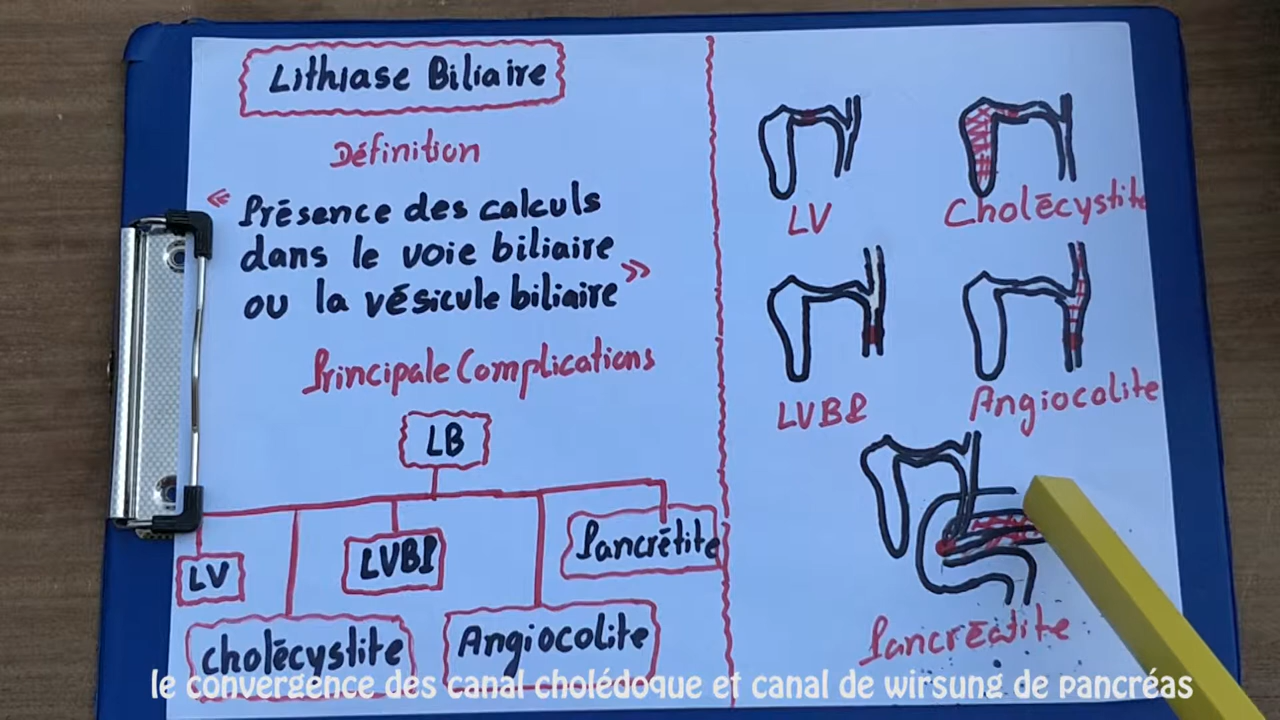 Lithiase Biliaire
Définition
« Présence des calculs
dans le voie biliaire
ou la vésicule biliaire »
Principale Complications
LB
LV
LVBP
Pancrétite
cholécystite
Angiocolite
LV
Cholécystite
LVBP
Angiocolite
Pancréatite
le convergence des canal cholédoque et canal de wirsung de pancréas